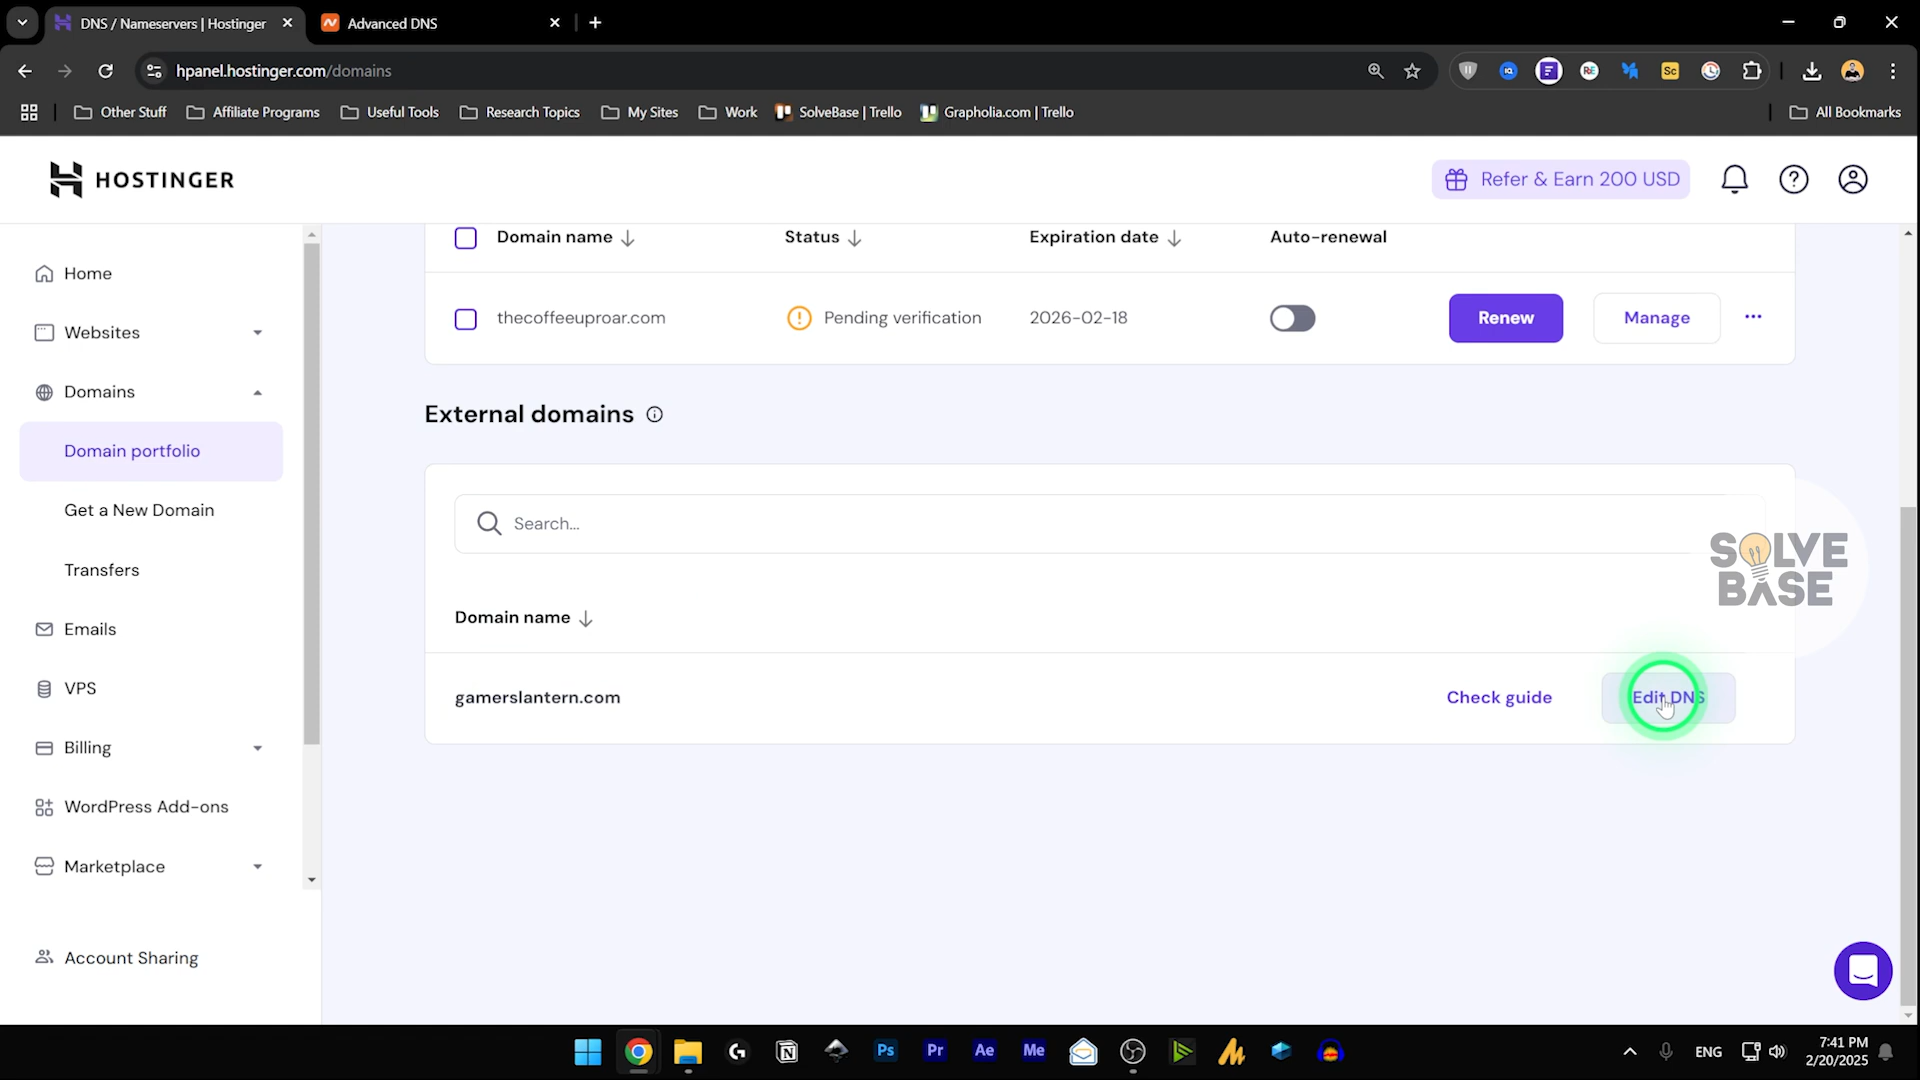 DNS / Nameservers | Hostinger
Advanced DNS
hpanel.hostinger.com/domains
Other Stuff
Affiliate Programs
Useful Tools
Research Topics
My Sites
Work
SolveBase | Trello
Grapholia.com | Trello
All Bookmarks
HOSTINGER
Refer & Earn 200 USD
Home
Websites
Domains
Domain portfolio
Get a New Domain
Transfers
Emails
VPS
Billing
WordPress Add-ons
Marketplace
Account Sharing
Domain name
Status
Expiration date
Auto-renewal
thecoffeeuproar.com
Pending verification
2026-02-18
Renew
Manage
External domains
Search...
SOLVE
BASE
Domain name
gamerslantern.com
Check guide
Edit DNS
Ps
Pr
Ae
Me
ENG
7:41 PM
2/20/2025